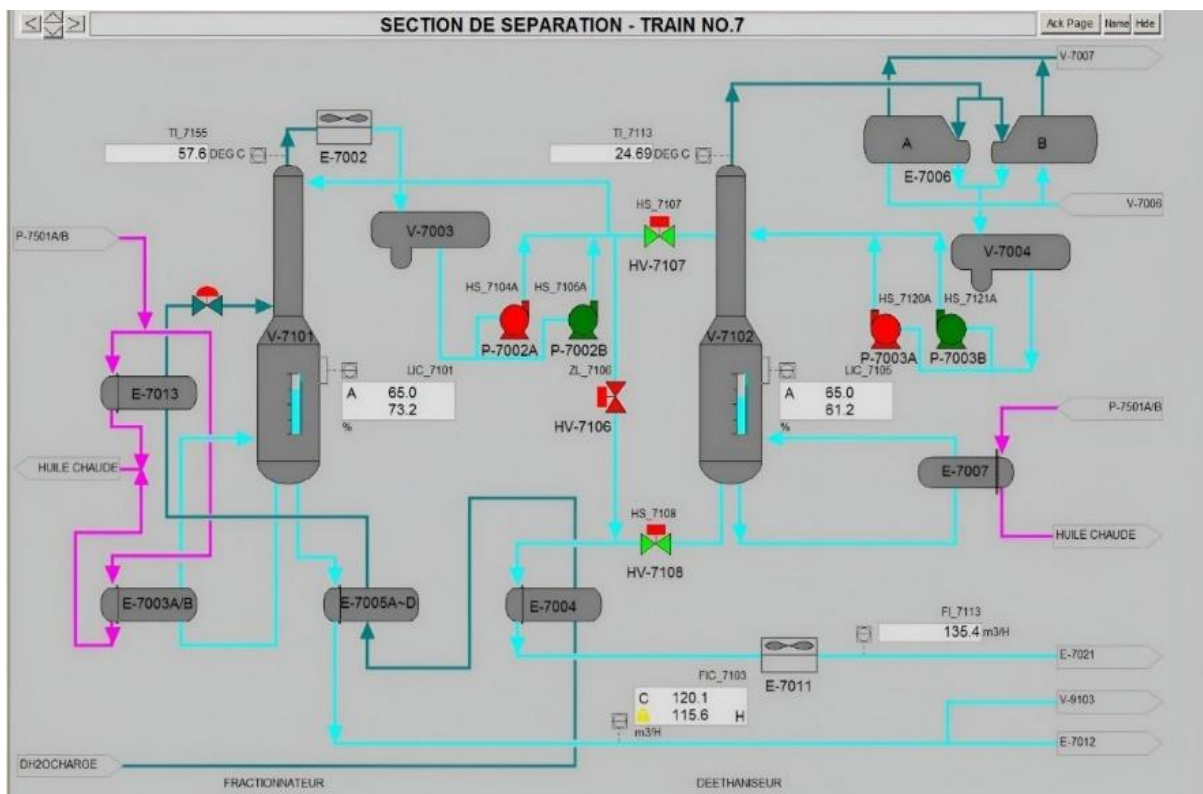 SECTION DE SEPARATION - TRAIN NO.7
Ack Page
Name
Hide
V-7007
TI_7155
57.6 DEG C
E-7002
TI_7113
24.69 DEG C
A
B
E-7006
V-7006
P-7501A/B
V-7003
HS_7107
HV-7107
V-7004
HS_7104A
HS_7105A
HS_7120A
HS_7121A
V-7101
P-7002A
P-7002B
V-7102
P-7003A
P-7003B
LIC_7101
A 65.0
73.2
%
ZL_7106
HV-7106
LIC_7105
A 65.0
61.2
%
E-7013
P-7501A/B
HUILE CHAUDE
E-7007
HS_7108
HV-7108
HUILE CHAUDE
E-7003A/B
E-7005A~D
E-7004
FI_7113
135.4 m3/H
E-7021
E-7011
FIC_7103
C 120.1
115.6 H
m3/H
V-9103
E-7012
DH2OCHARGE
FRACTIONNATEUR
DEETHANISEUR